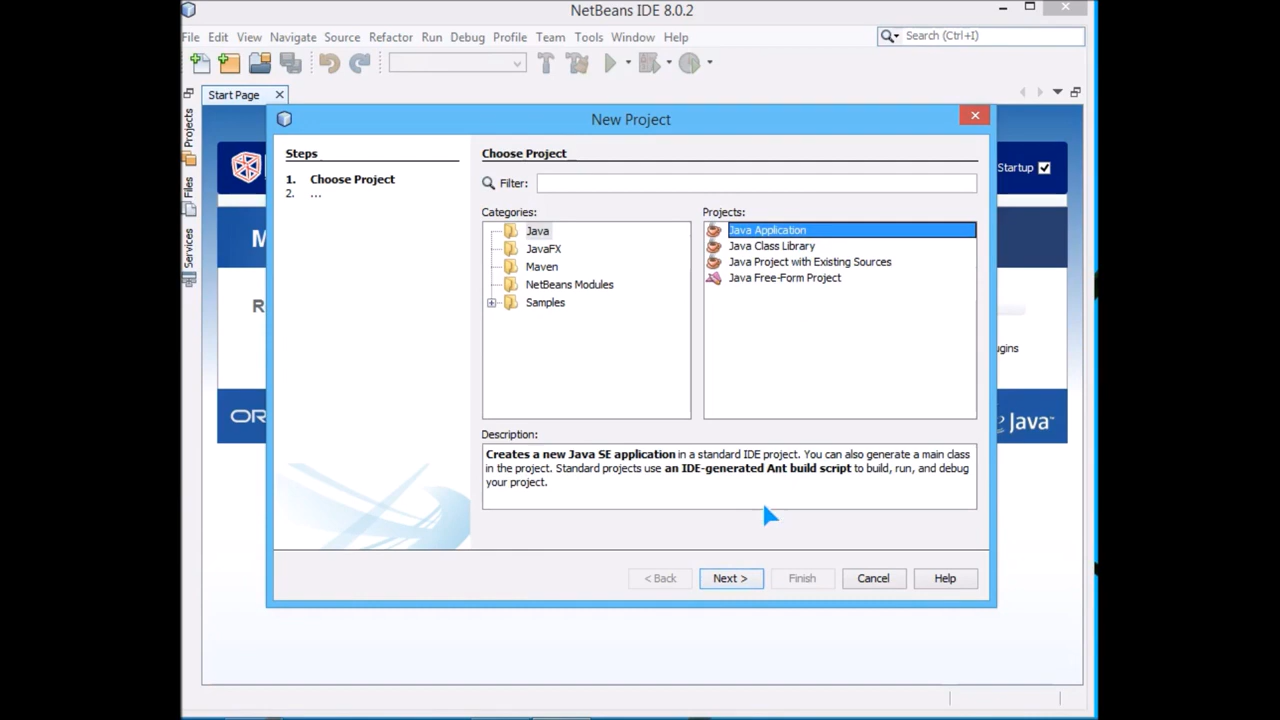 NetBeans IDE 8.0.2
File Edit View Navigate Source Refactor Run Debug Profile Team Tools Window Help
Search (Ctrl+I)
Start Page
Projects
Files
Services
New Project
Steps
1. Choose Project
2. ...
Choose Project
Filter:
Categories:
Java
JavaFX
Maven
NetBeans Modules
Samples
Projects:
Java Application
Java Class Library
Java Project with Existing Sources
Java Free-Form Project
Description:
Creates a new Java SE application in a standard IDE project. You can also generate a main class
in the project. Standard projects use an IDE-generated Ant build script to build, run, and debug
your project.
< Back Next > Finish Cancel Help
Startup
M
R
ugins
OR
Java™